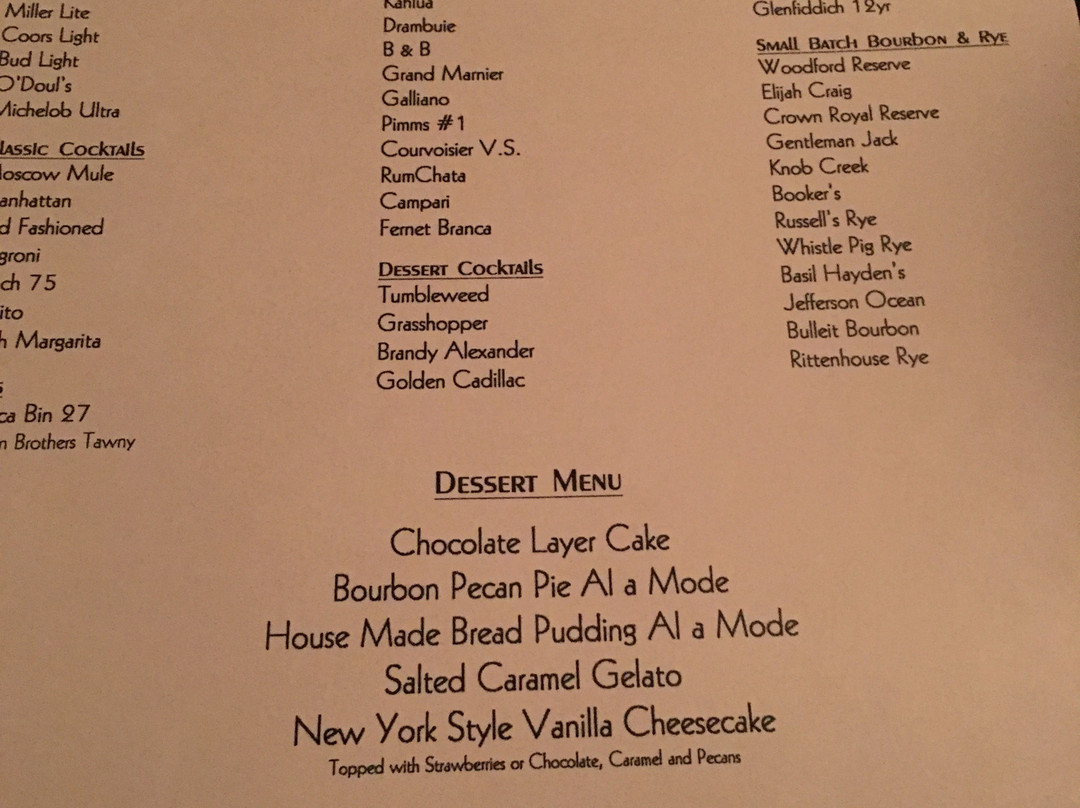 Miller Lite
Coors Light
Bud Light
O'Doul's
Michelob Ultra
Classic Cocktails
Moscow Mule
anhattan
d Fashioned
groni
ch 75
ito
h Margarita
ca Bin 27
n Brothers Tawny
Kahlua
Drambuie
B & B
Grand Marnier
Galliano
Pimms #1
Courvoisier V.S.
RumChata
Campari
Fernet Branca
Dessert Cocktails
Tumbleweed
Grasshopper
Brandy Alexander
Golden Cadillac
Glenfiddich 12yr
Small Batch Bourbon & Rye
Woodford Reserve
Elijah Craig
Crown Royal Reserve
Gentleman Jack
Knob Creek
Booker's
Russell's Rye
Whistle Pig Rye
Basil Hayden's
Jefferson Ocean
Bulleit Bourbon
Rittenhouse Rye
Dessert Menu
Chocolate Layer Cake
Bourbon Pecan Pie Al a Mode
House Made Bread Pudding Al a Mode
Salted Caramel Gelato
New York Style Vanilla Cheesecake
Topped with Strawberries or Chocolate, Caramel and Pecans